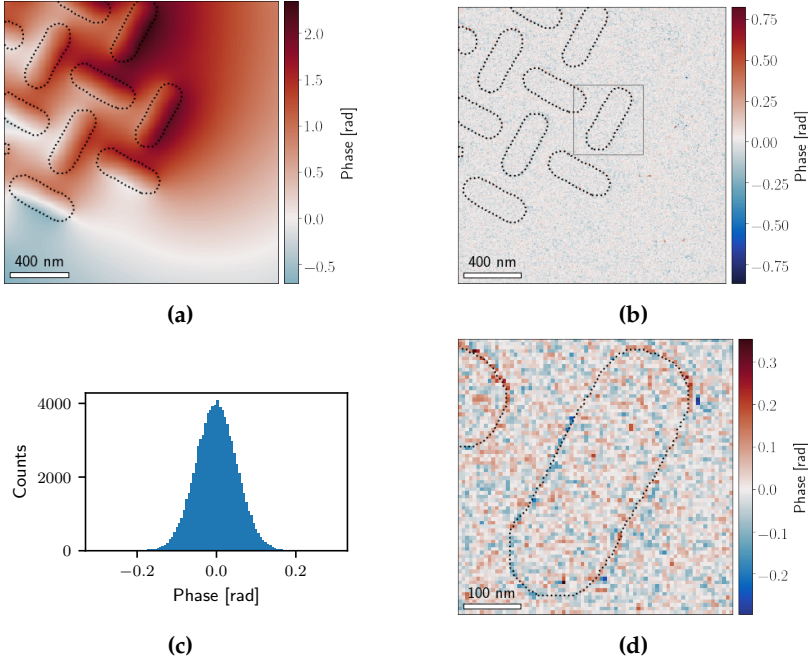 2.0
1.5
1.0
0.5
0.0
−0.5
Phase [rad]
400 nm
(a)
0.75
0.50
0.25
0.00
−0.25
−0.50
−0.75
Phase [rad]
400 nm
(b)
4000
2000
0
Counts
−0.2
0.0
0.2
Phase [rad]
(c)
0.3
0.2
0.1
0.0
−0.1
−0.2
Phase [rad]
100 nm
(d)